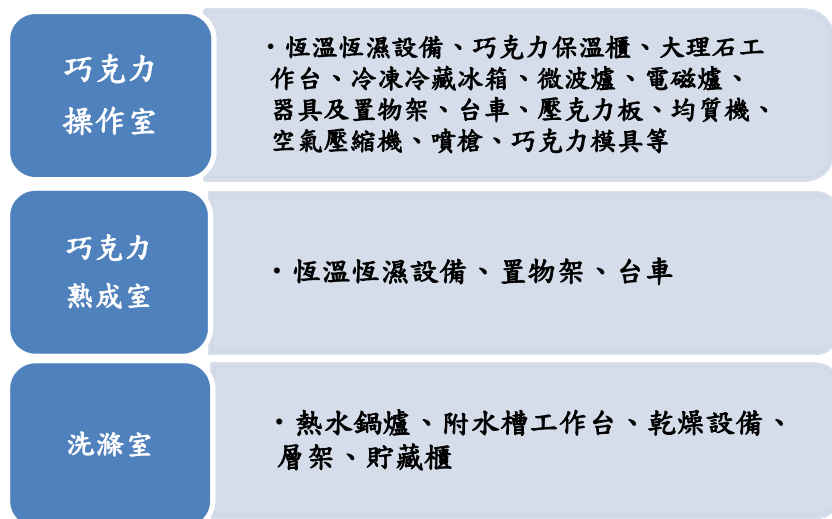 巧克力
操作室
・恆溫恆濕設備、巧克力保溫櫃、大理石工
作台、冷凍冷藏冰箱、微波爐、電磁爐、
器具及置物架、台車、壓克力板、均質機、
空氣壓縮機、噴槍、巧克力模具等
巧克力
熟成室
・恆溫恆濕設備、置物架、台車
洗滌室
・熱水鍋爐、附水槽工作台、乾燥設備、
層架、貯藏櫃